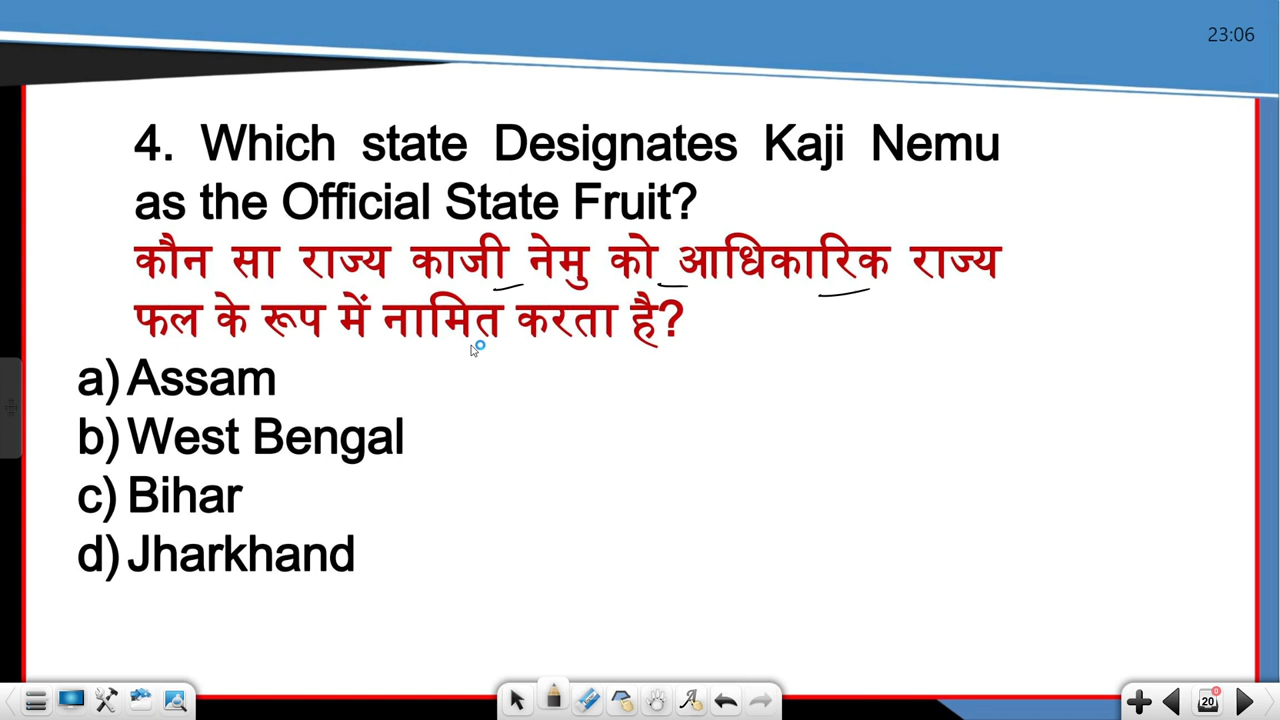 23:06
4. Which state Designates Kaji Nemu
as the Official State Fruit?
कौन सा राज्य काजी नेमु को आधिकारिक राज्य
फल के रूप में नामित करता है?
a) Assam
b) West Bengal
c) Bihar
d) Jharkhand
20
0